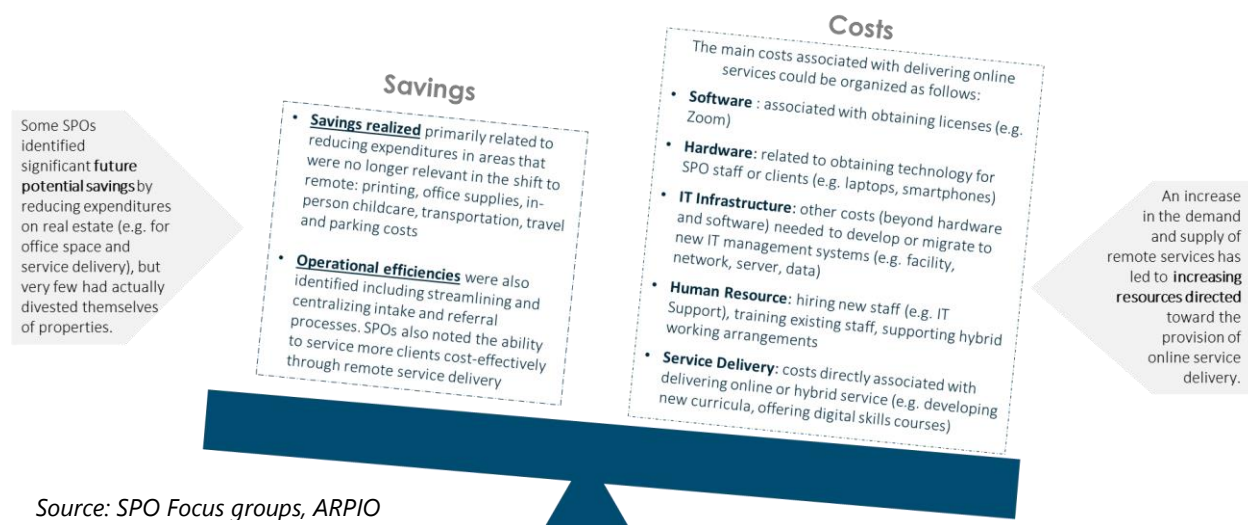 Costs
The main costs associated with delivering online
services could be organized as follows:
• Software : associated with obtaining licenses (e.g.
Zoom)
• Hardware: related to obtaining technology for
SPO staff or clients (e.g. laptops, smartphones)
• IT Infrastructure: other costs (beyond hardware
and software) needed to develop or migrate to
new IT management systems (e.g. facility,
network, server, data)
• Human Resource: hiring new staff (e.g. IT
Support), training existing staff, supporting hybrid
working arrangements
• Service Delivery: costs directly associated with
delivering online or hybrid service (e.g. developing
new curricula, offering digital skills courses)
Savings
• Savings realized primarily related to
reducing expenditures in areas that
were no longer relevant in the shift to
remote: printing, office supplies, in-
person childcare, transportation, travel
and parking costs
• Operational efficiencies were also
identified including streamlining and
centralizing intake and referral
processes. SPOs also noted the ability
to service more clients cost-effectively
through remote service delivery
Some SPOs
identified
significant future
potential savings by
reducing expenditures
on real estate (e.g. for
office space and
service delivery), but
very few had actually
divested themselves
of properties.
An increase
in the demand
and supply of
remote services has
led to increasing
resources directed
toward the
provision of
online service
delivery.
Source: SPO Focus groups, ARPIO